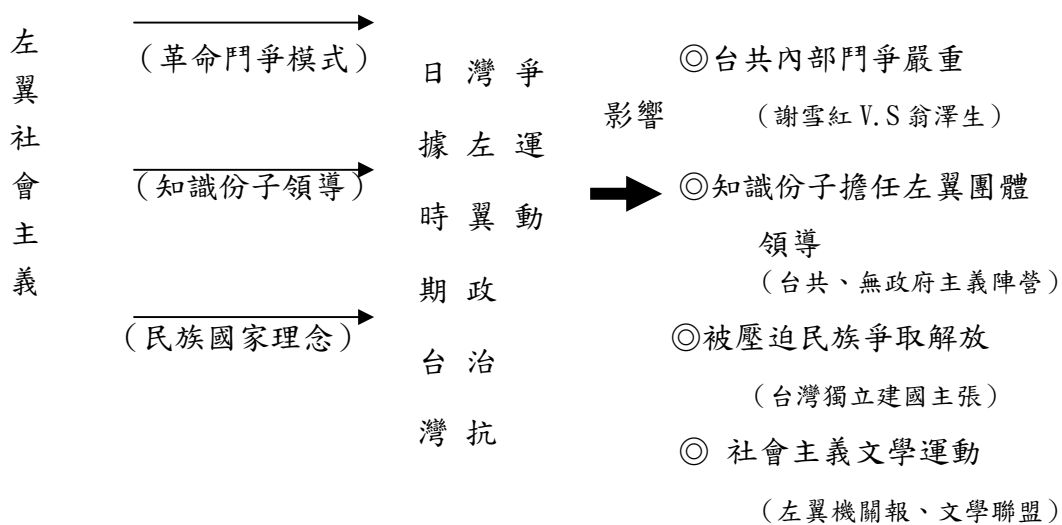 左翼社會主義
（革命鬥爭模式）
（知識份子領導）
（民族國家理念）
日據時期台灣
灣左翼政治抗
爭運動
影響
◎台共內部鬥爭嚴重
（謝雪紅 V.S 翁澤生）
◎知識份子擔任左翼團體
領導
（台共、無政府主義陣營）
◎被壓迫民族爭取解放
（台灣獨立建國主張）
◎ 社會主義文學運動
（左翼機關報、文學聯盟）